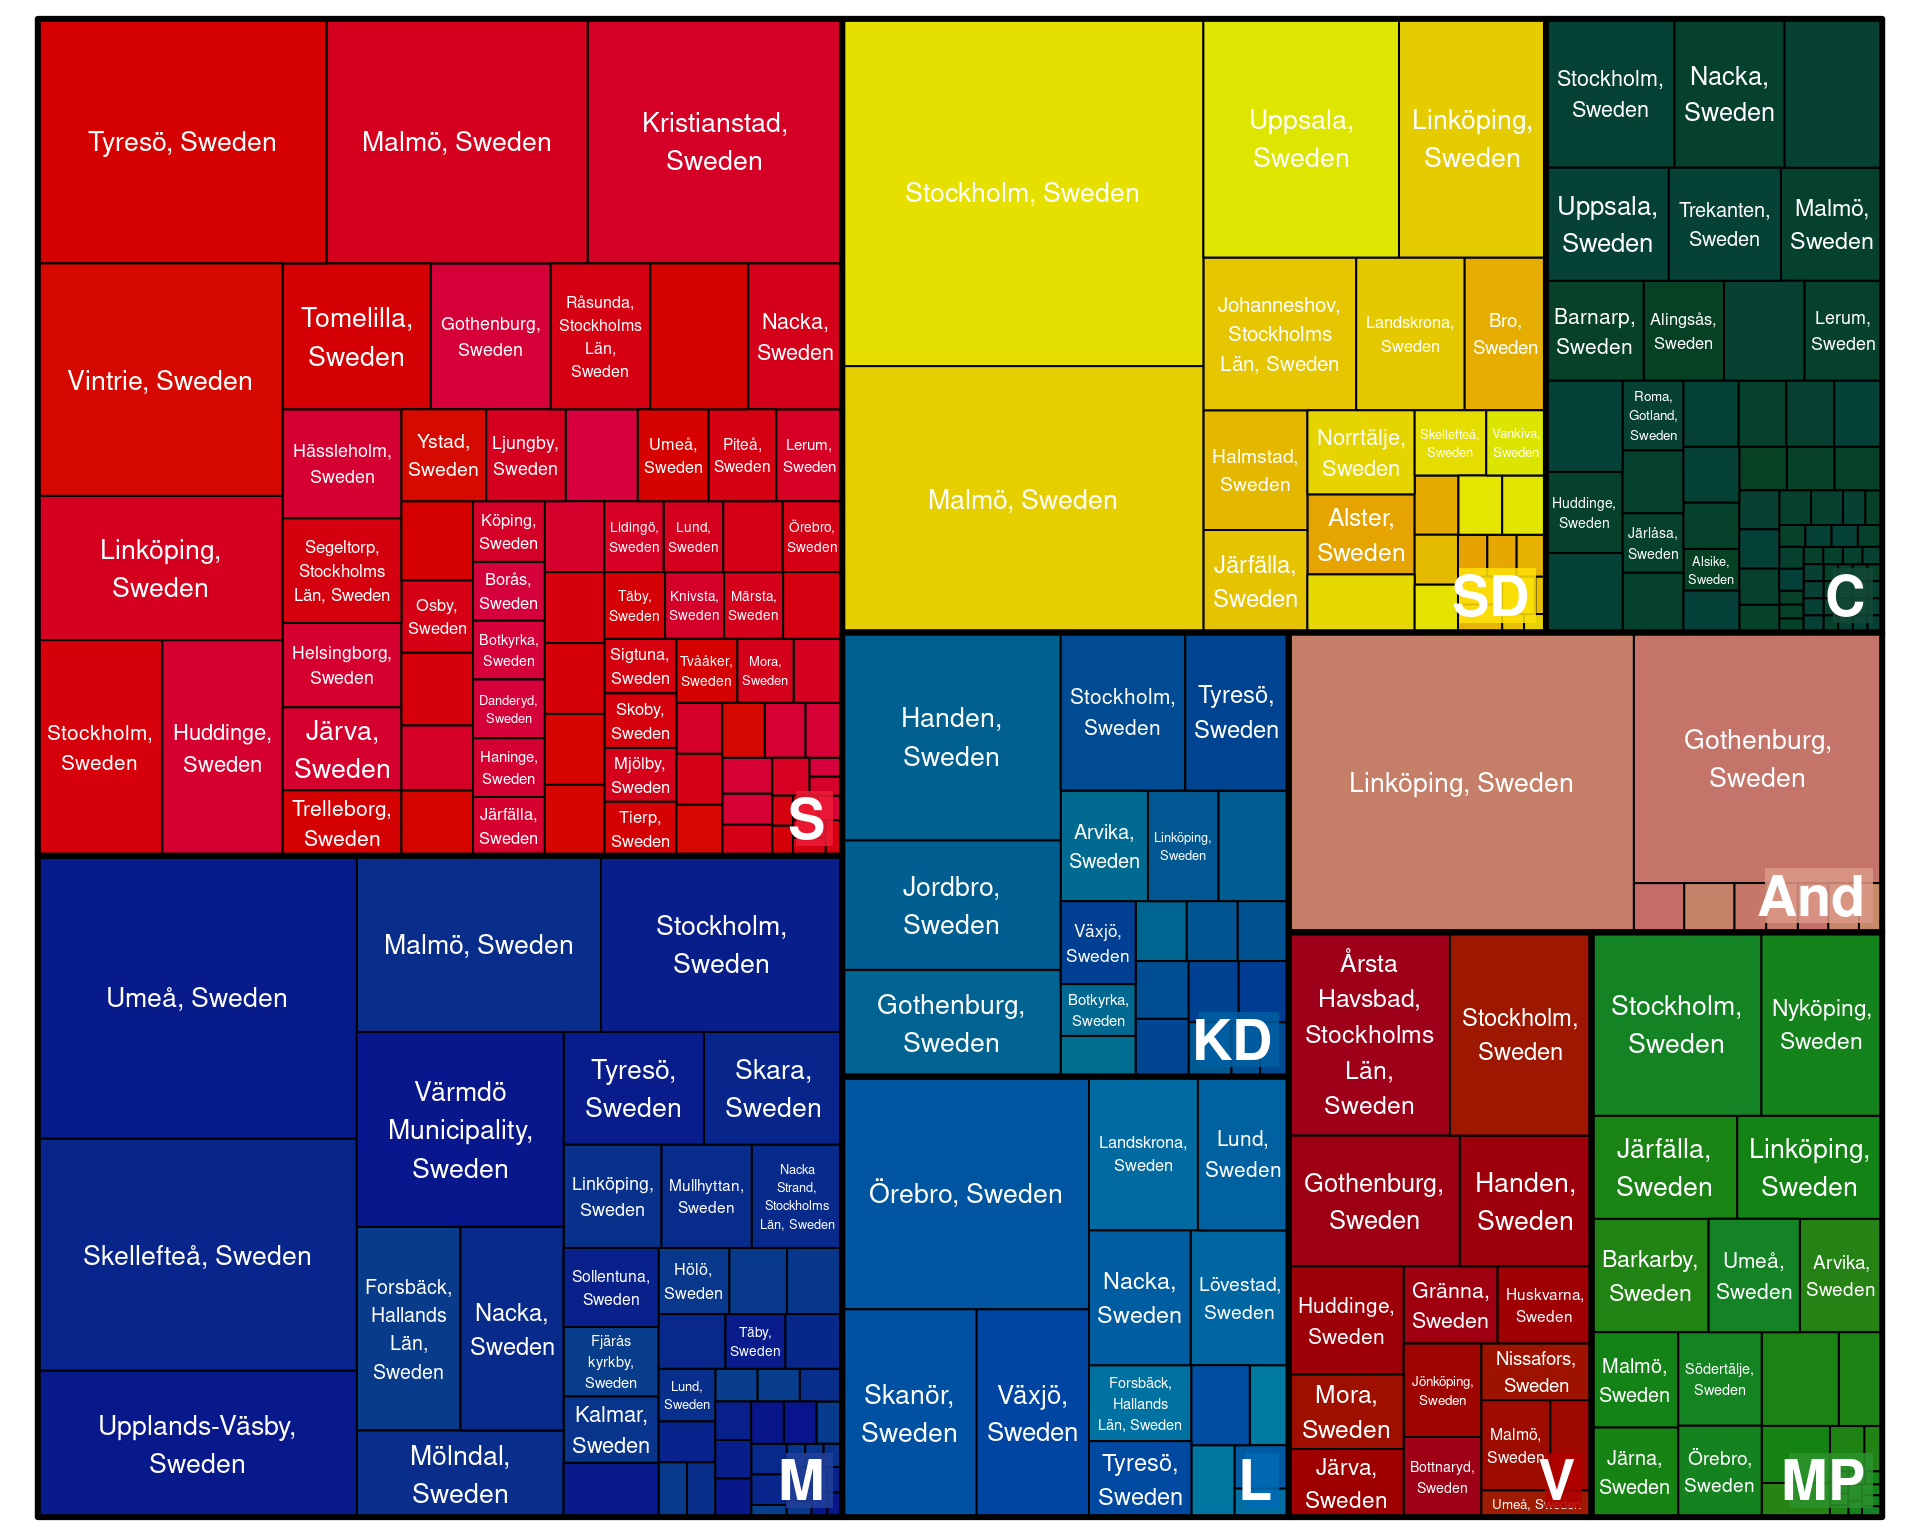 Tyresö, Sweden
Malmö, Sweden
Kristianstad,
Sweden
Vintrie, Sweden
Tomelilla,
Sweden
Gothenburg,
Sweden
Råsunda,
Stockholms
Län,
Sweden
Nacka,
Sweden
Linköping,
Sweden
Hässleholm,
Sweden
Ystad,
Sweden
Ljungby,
Sweden
Umeå,
Sweden
Piteå,
Sweden
Lerum,
Sweden
Segeltorp,
Stockholms
Län, Sweden
Köping,
Sweden
Lidingö,
Sweden
Lund,
Sweden
Örebro,
Sweden
Osby,
Sweden
Borås,
Sweden
Täby,
Sweden
Knivsta,
Sweden
Märsta,
Sweden
Stockholm,
Sweden
Huddinge,
Sweden
Helsingborg,
Sweden
Botkyrka,
Sweden
Sigtuna,
Sweden
Tvååker,
Sweden
Mora,
Sweden
Järva,
Sweden
Danderyd,
Sweden
Skoby,
Sweden
Haninge,
Sweden
Mjölby,
Sweden
Trelleborg,
Sweden
Järfälla,
Sweden
Tierp,
Sweden
S
Stockholm, Sweden
Uppsala,
Sweden
Linköping,
Sweden
Malmö, Sweden
Johanneshov,
Stockholms
Län, Sweden
Landskrona,
Sweden
Bro,
Sweden
Halmstad,
Sweden
Norrtälje,
Sweden
Skellefteå,
Sweden
Vankiva,
Sweden
Järfälla,
Sweden
Alster,
Sweden
SD
Stockholm,
Sweden
Nacka,
Sweden
Uppsala,
Sweden
Trekanten,
Sweden
Malmö,
Sweden
Barnarp,
Sweden
Alingsås,
Sweden
Lerum,
Sweden
Roma,
Gotland,
Sweden
Huddinge,
Sweden
Järlåsa,
Sweden
Alsike,
Sweden
C
Umeå, Sweden
Malmö, Sweden
Stockholm,
Sweden
Skellefteå, Sweden
Värmdö
Municipality,
Sweden
Tyresö,
Sweden
Skara,
Sweden
Linköping,
Sweden
Mullhyttan,
Sweden
Nacka
Strand,
Stockholms
Län, Sweden
Upplands-Väsby,
Sweden
Forsbäck,
Hallands
Län,
Sweden
Nacka,
Sweden
Sollentuna,
Sweden
Hölö,
Sweden
Fjärås
kyrkby,
Sweden
Täby,
Sweden
Lund,
Sweden
Kalmar,
Sweden
Mölndal,
Sweden
M
Handen,
Sweden
Stockholm,
Sweden
Tyresö,
Sweden
Jordbro,
Sweden
Arvika,
Sweden
Linköping,
Sweden
Gothenburg,
Sweden
Växjö,
Sweden
Botkyrka,
Sweden
KD
Linköping, Sweden
Gothenburg,
Sweden
And
Örebro, Sweden
Landskrona,
Sweden
Lund,
Sweden
Nacka,
Sweden
Lövestad,
Sweden
Skanör,
Sweden
Växjö,
Sweden
Forsbäck,
Hallands
Län, Sweden
Tyresö,
Sweden
L
Årsta
Havsbad,
Stockholms
Län,
Sweden
Stockholm,
Sweden
Gothenburg,
Sweden
Handen,
Sweden
Huddinge,
Sweden
Gränna,
Sweden
Huskvarna,
Sweden
Mora,
Sweden
Jönköping,
Sweden
Nissafors,
Sweden
Järva,
Sweden
Bottnaryd,
Sweden
Malmö,
Sweden
Umeå, Sweden
V
Stockholm,
Sweden
Nyköping,
Sweden
Järfälla,
Sweden
Linköping,
Sweden
Barkarby,
Sweden
Umeå,
Sweden
Arvika,
Sweden
Malmö,
Sweden
Södertälje,
Sweden
Järna,
Sweden
Örebro,
Sweden
MP